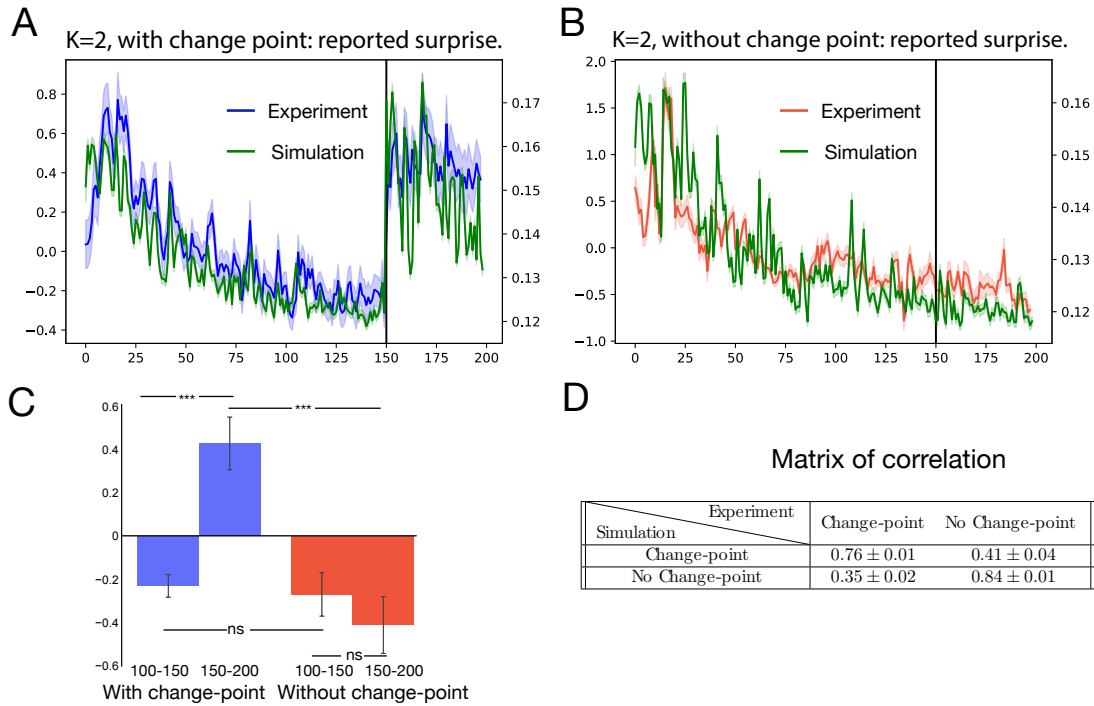 A
K=2, with change point: reported surprise.
0.8
0.6
0.4
0.2
0.0
−0.2
−0.4
0.17
0.16
0.15
0.14
0.13
0.12
0 25 50 75 100 125 150 175 200
Experiment
Simulation
B
K=2, without change point: reported surprise.
2.0
1.5
1.0
0.5
0.0
−0.5
−1.0
0.16
0.15
0.14
0.13
0.12
0 25 50 75 100 125 150 175 200
Experiment
Simulation
C
0.6
0.4
0.2
0
−0.2
−0.4
−0.6
***
***
ns
ns
100-150 150-200 100-150 150-200
With change-point Without change-point
D
Matrix of correlation
Experiment
Simulation
Change-point No Change-point
Change-point 0.76 ± 0.01 0.41 ± 0.04
No Change-point 0.35 ± 0.02 0.84 ± 0.01